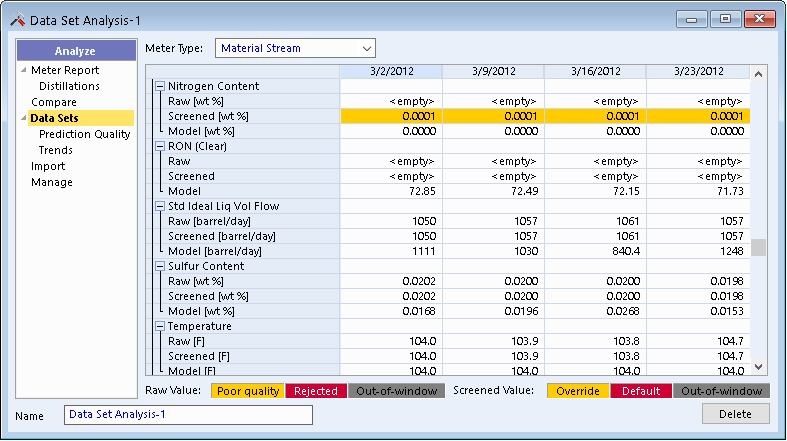 Data Set Analysis-1
Analyze
Meter Report
Distillations
Compare
Data Sets
Prediction Quality
Trends
Import
Manage
Meter Type: Material Stream
3/2/2012 3/9/2012 3/16/2012 3/23/2012
Nitrogen Content
Raw [wt %] <empty> <empty> <empty> <empty>
Screened [wt %] 0.0001 0.0001 0.0001 0.0001
Model [wt %] 0.0000 0.0000 0.0000 0.0000
RON (Clear)
Raw <empty> <empty> <empty> <empty>
Screened <empty> <empty> <empty> <empty>
Model 72.85 72.49 72.15 71.73
Std Ideal Liq Vol Flow
Raw [barrel/day] 1050 1057 1061 1057
Screened [barrel/day] 1050 1057 1061 1057
Model [barrel/day] 1111 1030 840.4 1248
Sulfur Content
Raw [wt %] 0.0202 0.0200 0.0200 0.0198
Screened [wt %] 0.0202 0.0200 0.0200 0.0198
Model [wt %] 0.0168 0.0196 0.0268 0.0153
Temperature
Raw [F] 104.0 103.9 103.8 104.7
Screened [F] 104.0 103.9 103.8 104.7
Model [F] 104.0 104.0 104.0 104.0
Raw Value: Poor quality Rejected Out-of-window Screened Value: Override Default Out-of-window
Name Data Set Analysis-1 Delete